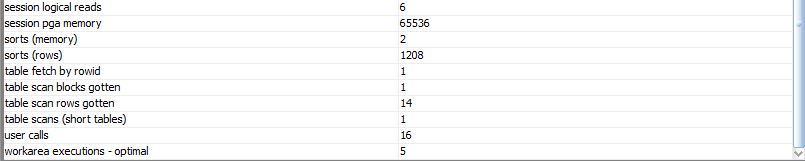 session logical reads 6
session pga memory 65536
sorts (memory) 2
sorts (rows) 1208
table fetch by rowid 1
table scan blocks gotten 1
table scan rows gotten 14
table scans (short tables) 1
user calls 16
workarea executions - optimal 5